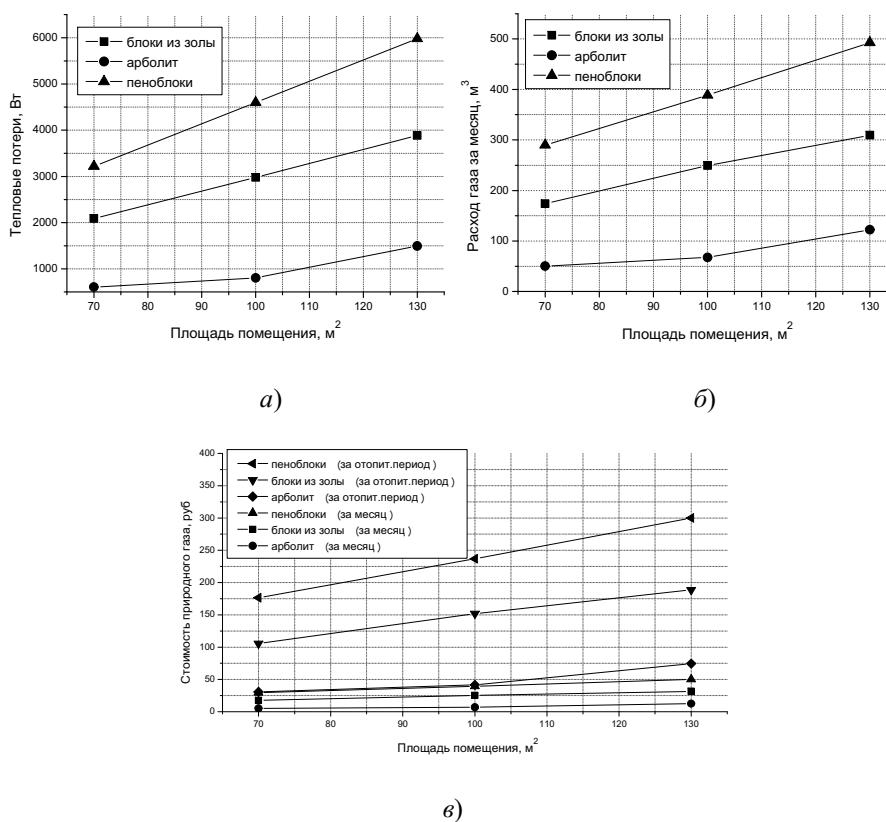 блоки из золы
арболит
пеноблоки
6000
5000
4000
3000
2000
1000
Тепловые потери, Вт
70 80 90 100 110 120 130
Площадь помещения, м²
а)
блоки из золы
арболит
пеноблоки
500
400
300
200
100
0
Расход газа за месяц, м³
70 80 90 100 110 120 130
Площадь помещения, м²
б)
пеноблоки (за отопит.период )
блоки из золы (за отопит.период )
арболит (за отопит.период )
пеноблоки (за месяц )
блоки из золы (за месяц )
арболит (за месяц )
400
350
300
250
200
150
100
50
0
Стоимость природного газа, руб
70 80 90 100 110 120 130
Площадь помещения, м²
в)